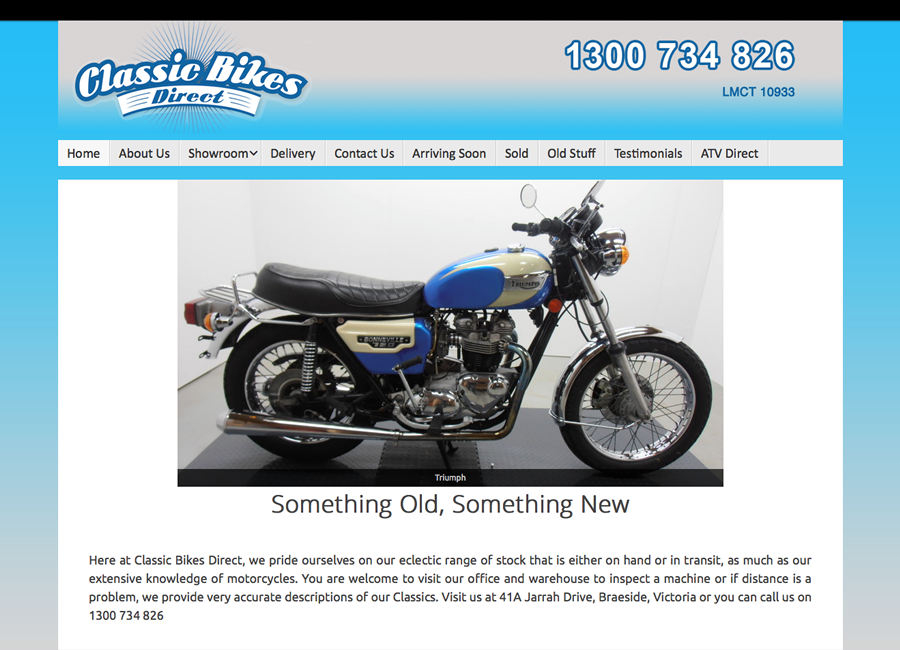 Classic Bikes
Direct
1300 734 826
LMCT 10933
Home About Us Showroom Delivery Contact Us Arriving Soon Sold Old Stuff Testimonials ATV Direct
TRIUMPH
BONNEVILLE
Triumph
Something Old, Something New
Here at Classic Bikes Direct, we pride ourselves on our eclectic range of stock that is either on hand or in transit, as much as our
extensive knowledge of motorcycles. You are welcome to visit our office and warehouse to inspect a machine or if distance is a
problem, we provide very accurate descriptions of our Classics. Visit us at 41A Jarrah Drive, Braeside, Victoria or you can call us on
1300 734 826